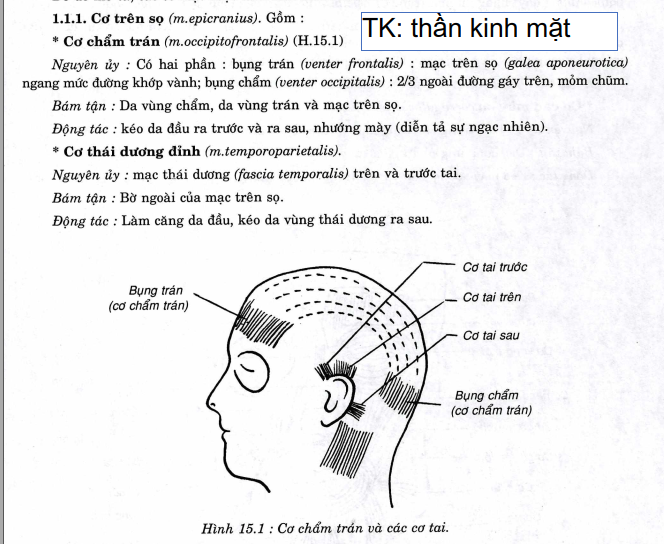 1.1.1. Cơ trên sọ (m.epicranius). Gồm :
TK: thần kinh mặt
* Cơ chẩm trán (m.occipitofrontalis) (H.15.1)
Nguyên ủy : Có hai phần : bụng trán (venter frontalis) : mạc trên sọ (galea aponeurotica)
ngang mức đường khớp vành; bụng chẩm (venter occipitalis) : 2/3 ngoài đường gáy trên, mỏm chũm.
Bám tận : Da vùng chẩm, da vùng trán và mạc trên sọ.
Động tác : kéo da đầu ra trước và ra sau, nhướng mày (diễn tả sự ngạc nhiên).
* Cơ thái dương đỉnh (m.temporoparietalis).
Nguyên ủy : mạc thái dương (fascia temporalis) trên và trước tai.
Bám tận : Bờ ngoài của mạc trên sọ.
Động tác : Làm căng da đầu, kéo da vùng thái dương ra sau.
Cơ tai trước
Bụng trán
(cơ chẩm trán)
Cơ tai trên
Cơ tai sau
Bụng chẩm
(cơ chẩm trán)
Hình 15.1 : Cơ chẩm trán và các cơ tai.